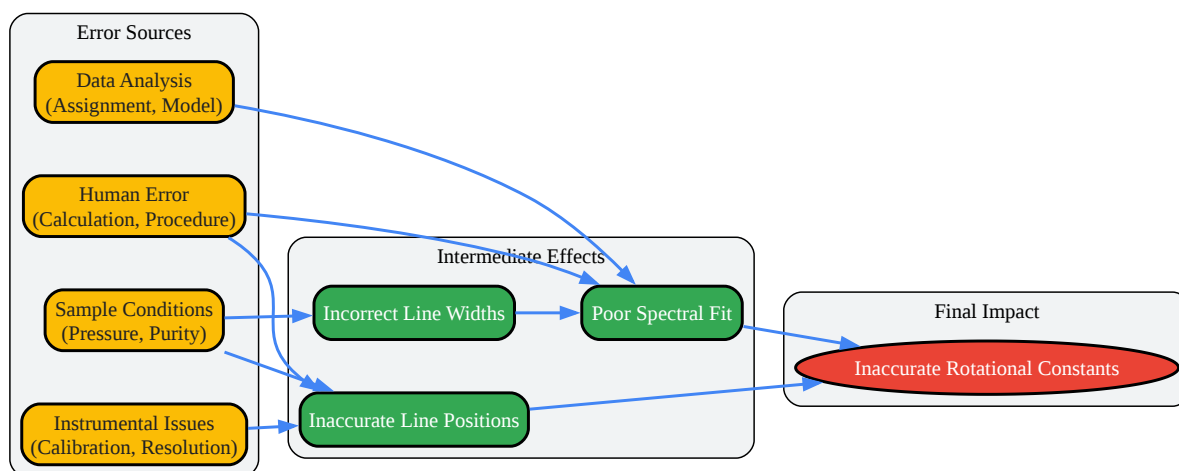 Error Sources
Data Analysis
(Assignment, Model)
Human Error
(Calculation, Procedure)
Sample Conditions
(Pressure, Purity)
Instrumental Issues
(Calibration, Resolution)
Intermediate Effects
Incorrect Line Widths
Poor Spectral Fit
Inaccurate Line Positions
Final Impact
Inaccurate Rotational Constants